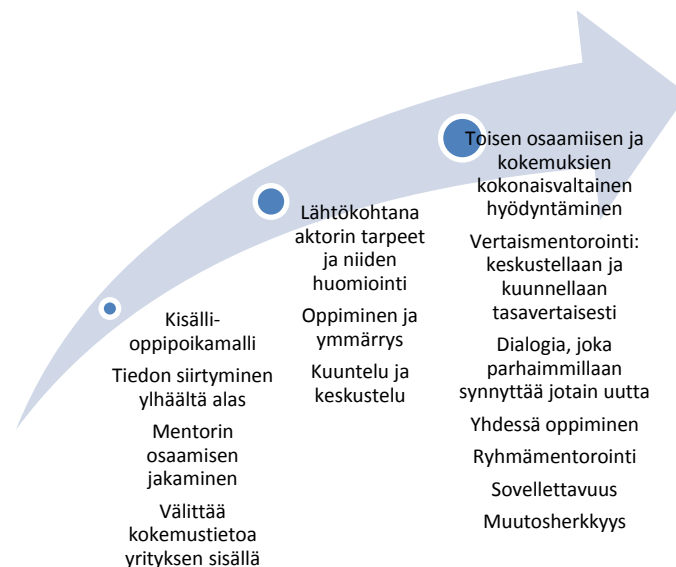 Kisälli-
oppipoikamalli
Tiedon siirtyminen
ylhäältä alas
Mentorin
osaamisen
jakaminen
Välittää
kokemustietoa
yrityksen sisällä
Lähtökohtana
aktorin tarpeet
ja niiden
huomiointi
Oppiminen ja
ymmärrys
Kuuntelu ja
keskustelu
Toisen osaamiisen ja
kokemuksien
kokonaisvaltainen
hyödyntäminen
Vertaismentorointi:
keskustellaan ja
kuunnellaan
tasavertaisesti
Dialogia, joka
parhaimmillaan
synnyttää jotain uutta
Yhdessä oppiminen
Ryhmämentorointi
Sovellettavuus
Muutosherkkyys